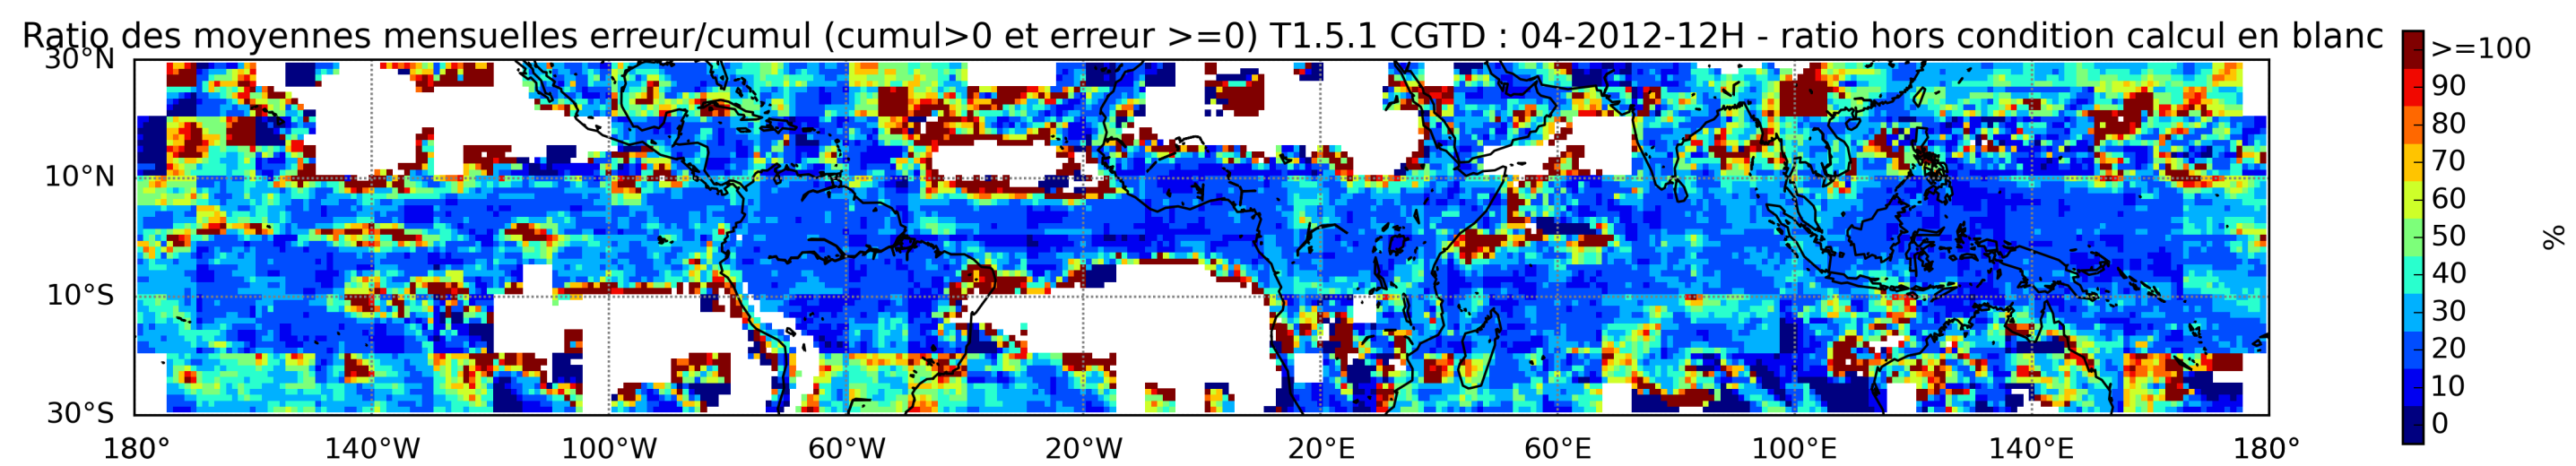 Ratio des moyennes mensuelles erreur/cumul (cumul>0 et erreur >=0) T1.5.1 CGTD : 04-2012-12H - ratio hors condition calcul en blanc
30°N
10°N
10°S
30°S
180°
140°W
100°W
60°W
20°W
20°E
60°E
100°E
140°E
180°
>=100
90
80
70
60
50
40
30
20
10
0
%